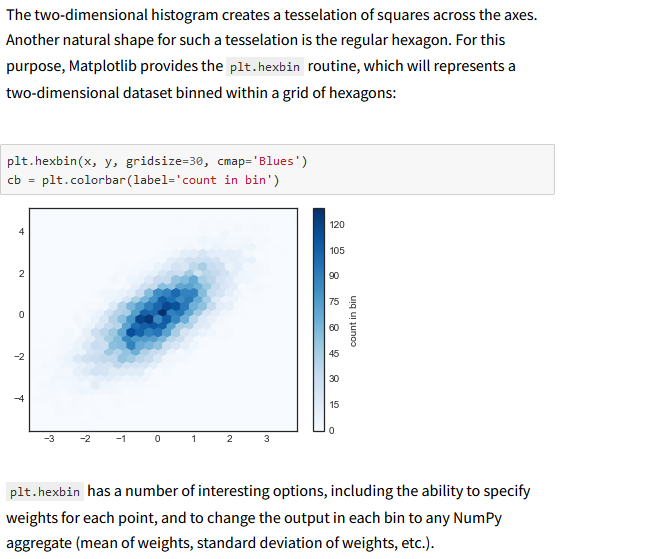 The two-dimensional histogram creates a tesselation of squares across the axes.
Another natural shape for such a tesselation is the regular hexagon. For this
purpose, Matplotlib provides the plt.hexbin routine, which will represents a
two-dimensional dataset binned within a grid of hexagons:
plt.hexbin(x, y, gridsize=30, cmap='Blues')
cb = plt.colorbar(label='count in bin')
4
2
0
−2
−4
−3 −2 −1 0 1 2 3
120
105
90
75
60
45
30
15
0
count in bin
plt.hexbin has a number of interesting options, including the ability to specify
weights for each point, and to change the output in each bin to any NumPy
aggregate (mean of weights, standard deviation of weights, etc.).